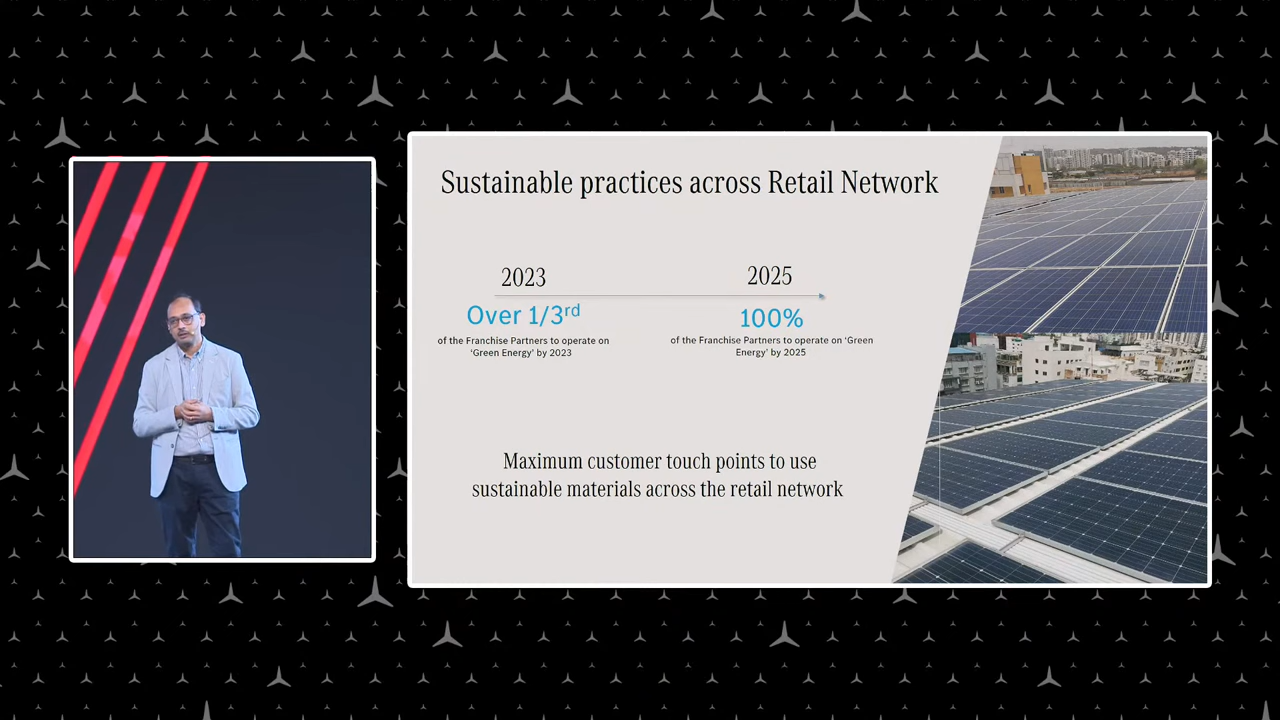 Sustainable practices across Retail Network
2023
Over 1/3rd
of the Franchise Partners to operate on
‘Green Energy’ by 2023
2025
100%
of the Franchise Partners to operate on ‘Green
Energy’ by 2025
Maximum customer touch points to use
sustainable materials across the retail network